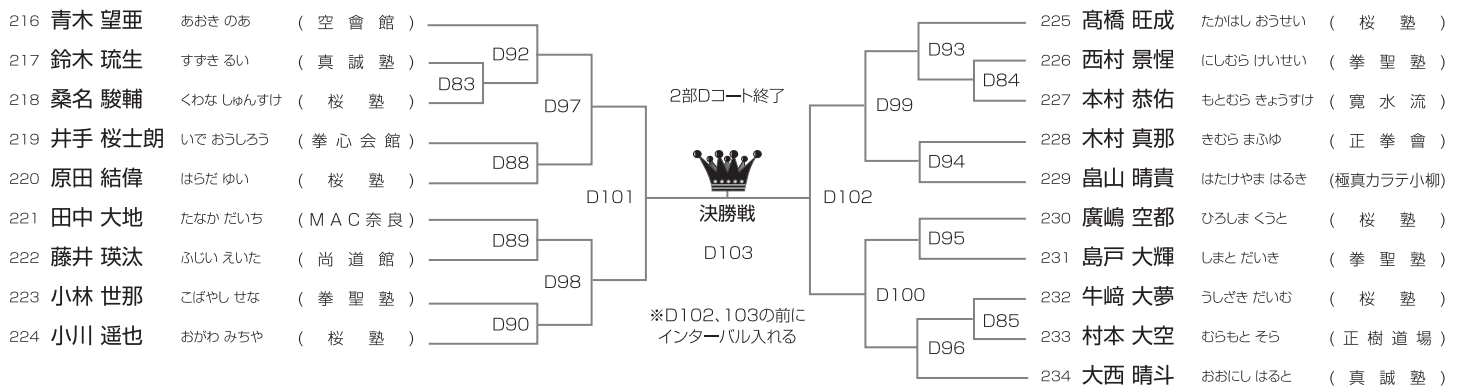 216 青木 望亜 あおき のあ (空會館)
217 鈴木 琉生 すずき るい (真誠塾)
218 桑名 駿輔 くわな しゅんすけ (桜塾)
219 井手 桜士朗 いで おうしろう (拳心会館)
220 原田 結偉 はらだ ゆい (桜塾)
221 田中 大地 たなか だいち (MAC奈良)
222 藤井 瑛汰 ふじい えいた (尚道館)
223 小林 世那 こばやし せな (拳聖塾)
224 小川 遥也 おがわ みちや (桜塾)
D92
D83
D97
D88
D101
D89
D98
D90
2部Dコート終了
決勝戦
D103
※D102、103の前に
インターバル入れる
D93
D84
D99
D94
D102
D95
D100
D85
D96
225 髙橋 旺成 たかはし おうせい (桜塾)
226 西村 景惺 にしむら けいせい (拳聖塾)
227 本村 恭佑 もとむら きょうすけ (寛水流)
228 木村 真那 きむら まふゆ (正拳會)
229 畠山 晴貴 はたけやま はるき (極真カラテ小柳)
230 廣嶋 空都 ひろしま くうと (桜塾)
231 島戸 大輝 しまと だいき (拳聖塾)
232 牛﨑 大夢 うしざき だいむ (桜塾)
233 村本 大空 むらもと そら (正樹道場)
234 大西 晴斗 おおにし はると (真誠塾)